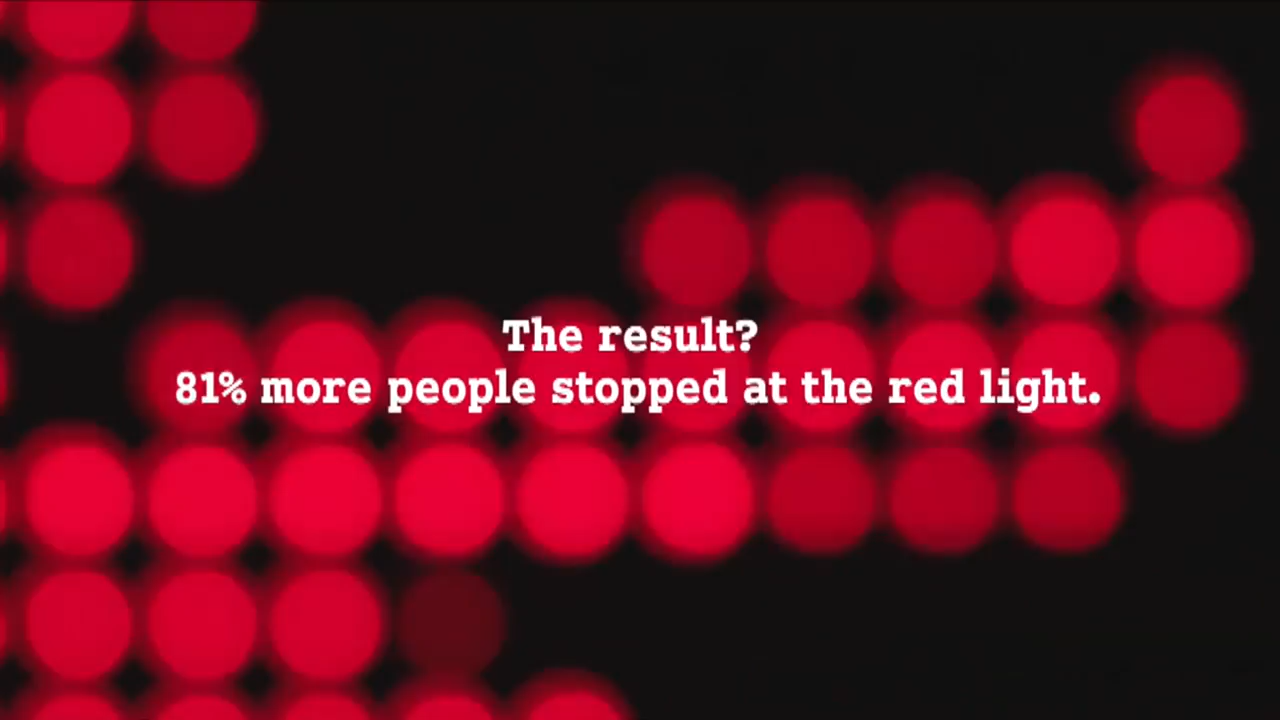 The result?
81% more people stopped at the red light.